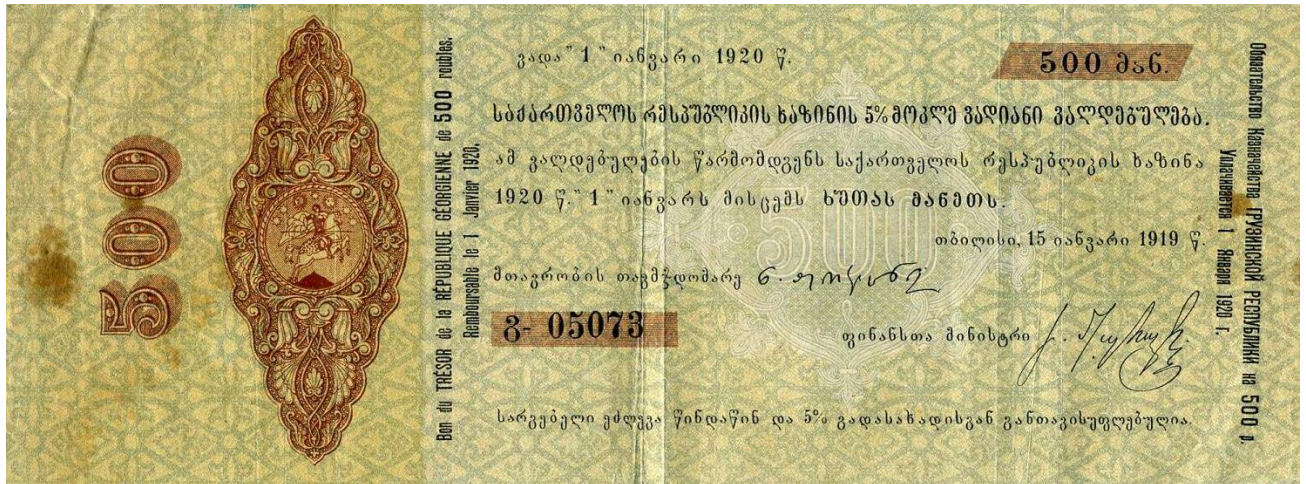 500
Bon du TRÉSOR de la RÉPUBLIQUE GÉORGIENNE de 500 roubles.
Remboursable le 1 Janvier 1920.
ვადა "1" იანვარი 1920 წ.
500 მან.
საქართველოს რესპუბლიკის ხაზინის 5% მოკლე ვადიანი ვალდებულება.
ამ ვალდებულების წარმომდგენს საქართველოს რესპუბლიკის ხაზინა
1920 წ. "1" იანვარს მისცემს ხუთას მანეთს.
500
თბილისი, 15 იანვარი 1919 წ.
მთავრობის თავმჯდომარე ნ. ჟორდანია
ვ- 05073
ფინანსთა მინისტრი
სარგებელი ეძლევა წინდაწინ და 5% გადასახადისგან განთავისუფლებულია.
Обязательство Казначейства ГРУЗИНСКОЙ РЕСПУБЛИКИ на 500 р.
Уплачивается 1 Января 1920 г.